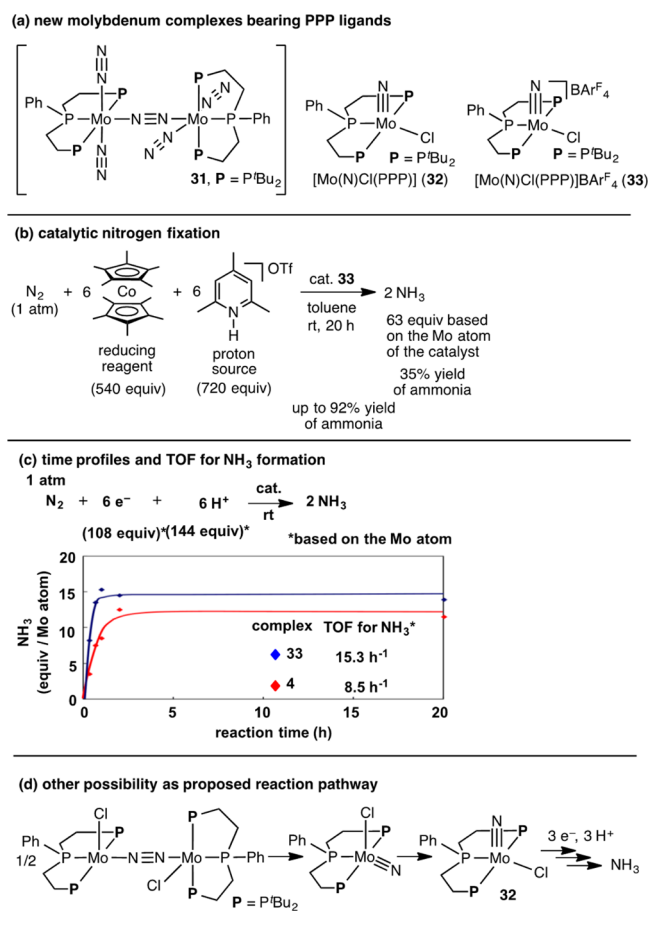 (a) new molybdenum complexes bearing PPP ligands
N
N
P
Ph
P
Mo
N
N
Mo
P
Ph
P
N
N
P
N
N
N
N
P
31, P = PᵗBu₂
N
P
Ph
P
Mo
Cl
P
P = PᵗBu₂
[Mo(N)Cl(PPP)] (32)
N
BArF₄
P
Ph
P
Mo
Cl
P
P = PᵗBu₂
[Mo(N)Cl(PPP)]BArF₄ (33)
(b) catalytic nitrogen fixation
N₂ + 6 Co + 6 N H OTf cat. 33 2 NH₃
(1 atm)
toluene
rt, 20 h
reducing
reagent
(540 equiv)
proton
source
(720 equiv)
63 equiv based
on the Mo atom
of the catalyst
35% yield
of ammonia
up to 92% yield
of ammonia
(c) time profiles and TOF for NH₃ formation
1 atm
N₂ + 6 e⁻ + 6 H⁺ cat. rt 2 NH₃
(108 equiv)*(144 equiv)*
*based on the Mo atom
NH₃
(equiv / Mo atom)
20
15
10
5
0
complex TOF for NH₃*
33 15.3 h⁻¹
4 8.5 h⁻¹
0 5 10 15 20
reaction time (h)
(d) other possibility as proposed reaction pathway
1/2
Cl
Ph
P
P
Mo
N
N
Mo
P
Ph
P
P
Cl
P
P = PᵗBu₂
Cl
P
Ph
P
Mo
N
P
N
P
Ph
P
Mo
Cl
P
32
3 e⁻, 3 H⁺
NH₃